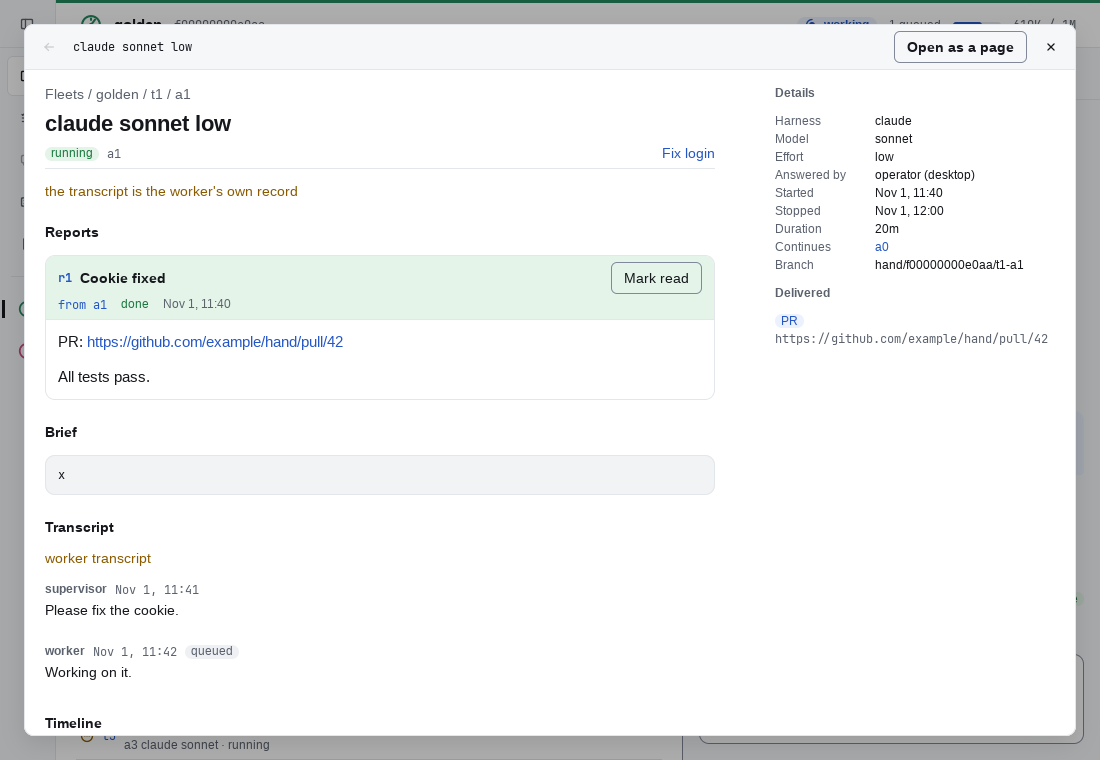 claude sonnet low
Open as a page
Fleets / golden / t1 / a1
claude sonnet low
running a1
Fix login
the transcript is the worker's own record
Reports
r1 Cookie fixed
Mark read
from a1 done Nov 1, 11:40
PR: https://github.com/example/hand/pull/42
All tests pass.
Brief
x
Transcript
worker transcript
supervisor Nov 1, 11:41
Please fix the cookie.
worker Nov 1, 11:42 queued
Working on it.
Timeline
Details
Harness claude
Model sonnet
Effort low
Answered by operator (desktop)
Started Nov 1, 11:40
Stopped Nov 1, 12:00
Duration 20m
Continues a0
Branch hand/f00000000e0aa/t1-a1
Delivered
PR
https://github.com/example/hand/pull/42
a3 claude sonnet · running